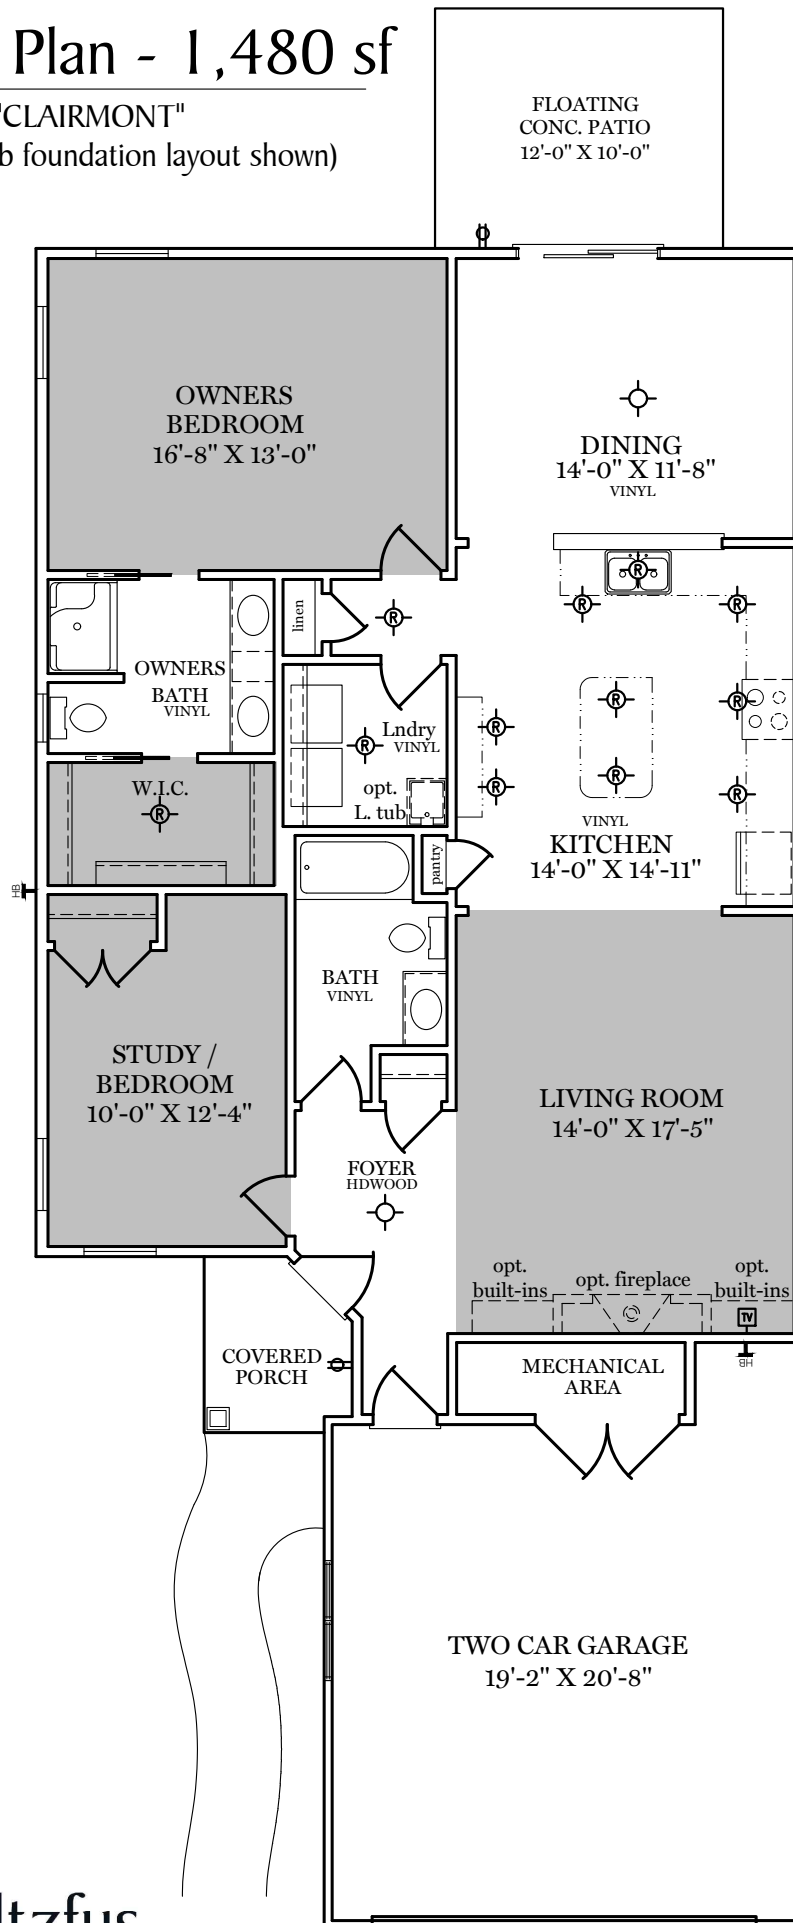 Plan - 1,480 sf
"CLAIRMONT"
b foundation layout shown)
FLOATING
CONC. PATIO
12'-0" X 10'-0"
OWNERS
BEDROOM
16'-8" X 13'-0"
DINING
14'-0" X 11'-8"
VINYL
R
R
R
R
linen
R
OWNERS
BATH
VINYL
Lndry
VINYL
R
opt.
L. tub
R
R
R
R
R
R
W.I.C.
R
VINYL
KITCHEN
14'-0" X 14'-11"
pantry
HB
BATH
VINYL
STUDY /
BEDROOM
10'-0" X 12'-4"
LIVING ROOM
14'-0" X 17'-5"
FOYER
HDWOOD
opt.
built-ins
opt. fireplace
opt.
built-ins
TV
HB
COVERED
PORCH
MECHANICAL
AREA
TWO CAR GARAGE
19'-2" X 20'-8"
ltzfus